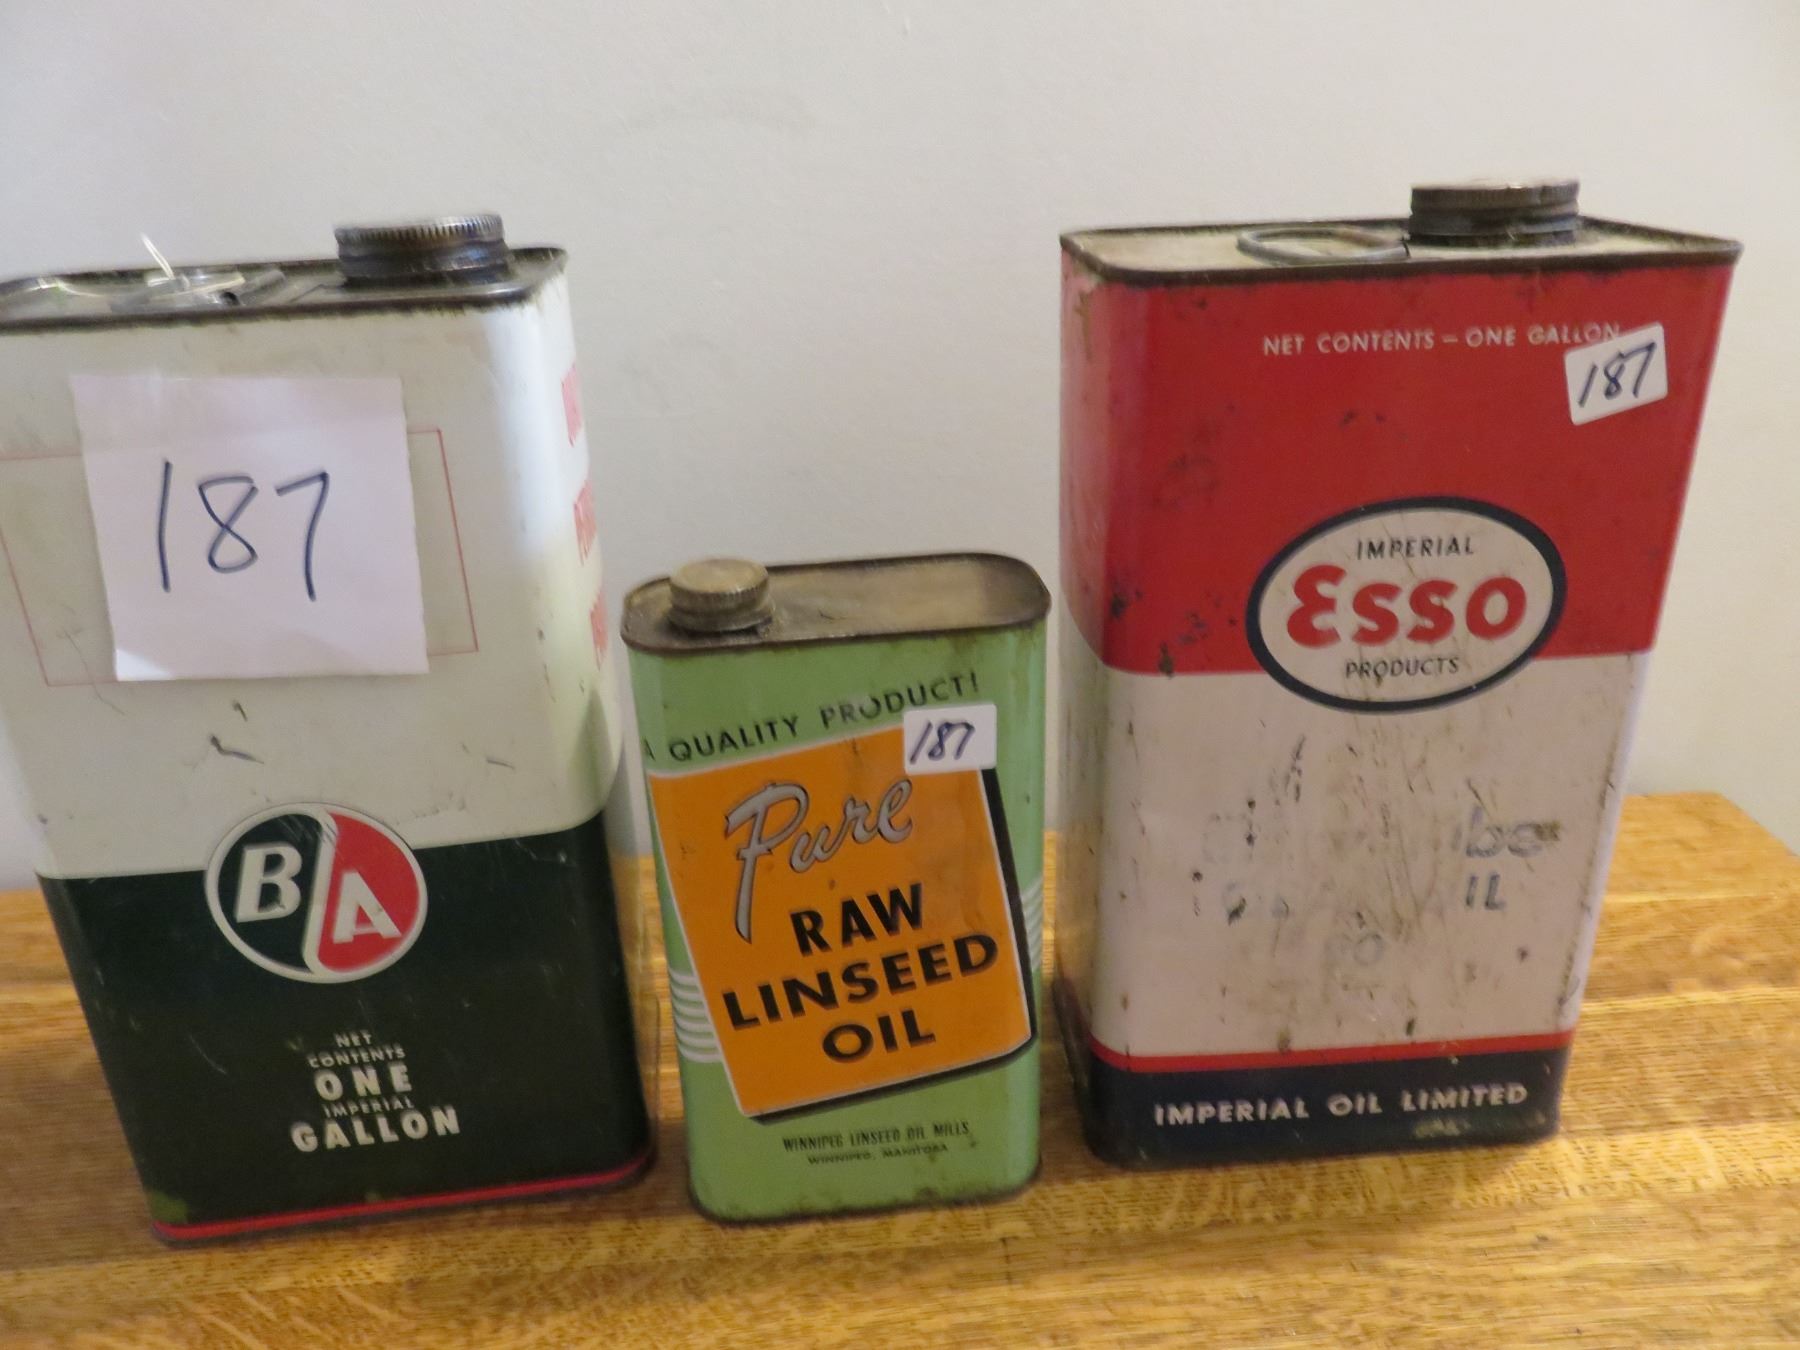 187
B/A
NET
CONTENTS
ONE
IMPERIAL
GALLON
A QUALITY PRODUCT!
187
Pure
RAW
LINSEED
OIL
WINNIPEG LINSEED OIL MILLS
WINNIPEG, MANITOBA
NET CONTENTS - ONE GALLON
187
IMPERIAL
Esso
PRODUCTS
IL
IMPERIAL OIL LIMITED